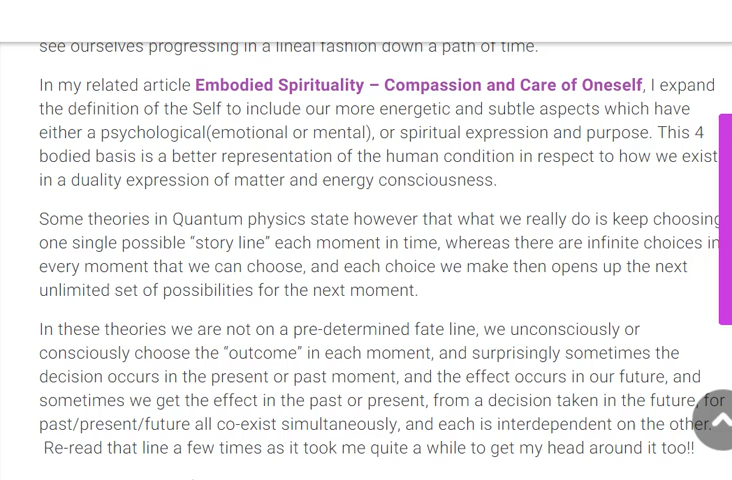 see ourselves progressing in a lineal fashion down a path of time.
In my related article Embodied Spirituality – Compassion and Care of Oneself, I expand
the definition of the Self to include our more energetic and subtle aspects which have
either a psychological(emotional or mental), or spiritual expression and purpose. This 4
bodied basis is a better representation of the human condition in respect to how we exist
in a duality expression of matter and energy consciousness.
Some theories in Quantum physics state however that what we really do is keep choosing
one single possible “story line” each moment in time, whereas there are infinite choices in
every moment that we can choose, and each choice we make then opens up the next
unlimited set of possibilities for the next moment.
In these theories we are not on a pre-determined fate line, we unconsciously or
consciously choose the “outcome” in each moment, and surprisingly sometimes the
decision occurs in the present or past moment, and the effect occurs in our future, and
sometimes we get the effect in the past or present, from a decision taken in the future, for
past/present/future all co-exist simultaneously, and each is interdependent on the other.
Re-read that line a few times as it took me quite a while to get my head around it too!!